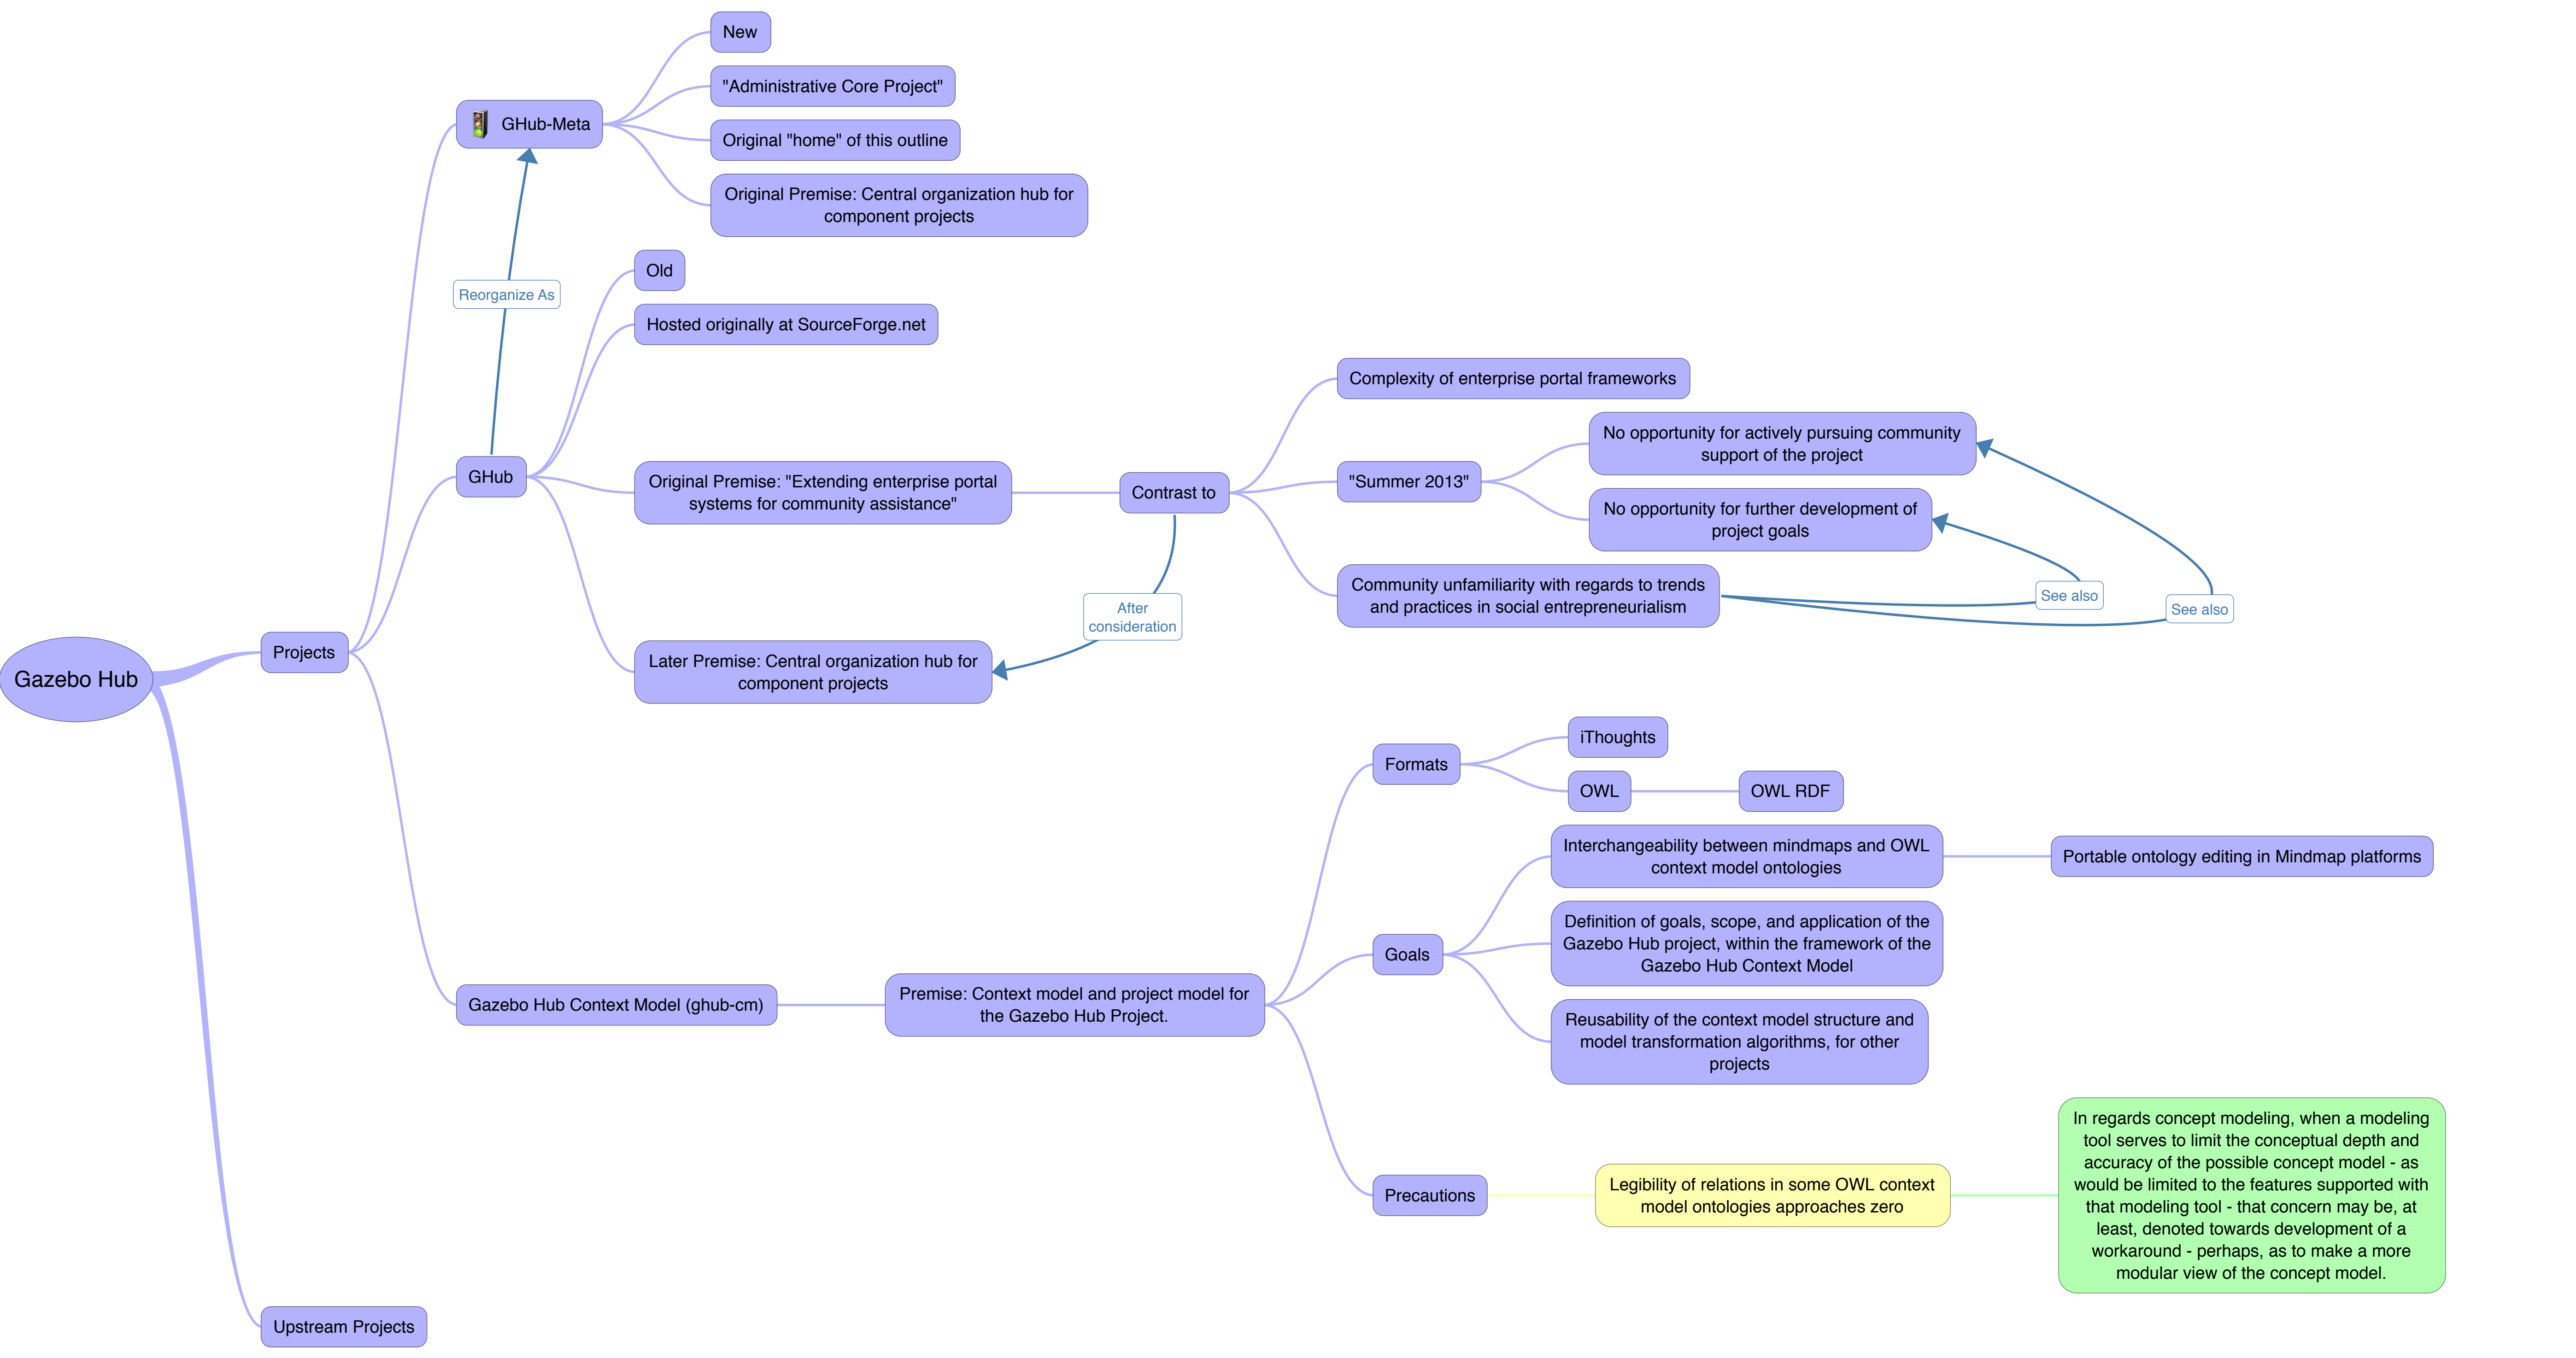 New
"Administrative Core Project"
GHub-Meta
Original "home" of this outline
Original Premise: Central organization hub for
component projects
Old
Reorganize As
Hosted originally at SourceForge.net
GHub
Original Premise: "Extending enterprise portal
systems for community assistance"
Contrast to
Complexity of enterprise portal frameworks
"Summer 2013"
No opportunity for actively pursuing community
support of the project
No opportunity for further development of
project goals
Community unfamiliarity with regards to trends
and practices in social entrepreneurialism
See also
See also
After
consideration
Later Premise: Central organization hub for
component projects
Projects
Gazebo Hub
Gazebo Hub Context Model (ghub-cm)
Premise: Context model and project model for
the Gazebo Hub Project.
Formats
iThoughts
OWL
OWL RDF
Goals
Interchangeability between mindmaps and OWL
context model ontologies
Portable ontology editing in Mindmap platforms
Definition of goals, scope, and application of the
Gazebo Hub project, within the framework of the
Gazebo Hub Context Model
Reusability of the context model structure and
model transformation algorithms, for other
projects
Precautions
Legibility of relations in some OWL context
model ontologies approaches zero
In regards concept modeling, when a modeling
tool serves to limit the conceptual depth and
accuracy of the possible concept model - as
would be limited to the features supported with
that modeling tool - that concern may be, at
least, denoted towards development of a
workaround - perhaps, as to make a more
modular view of the concept model.
Upstream Projects